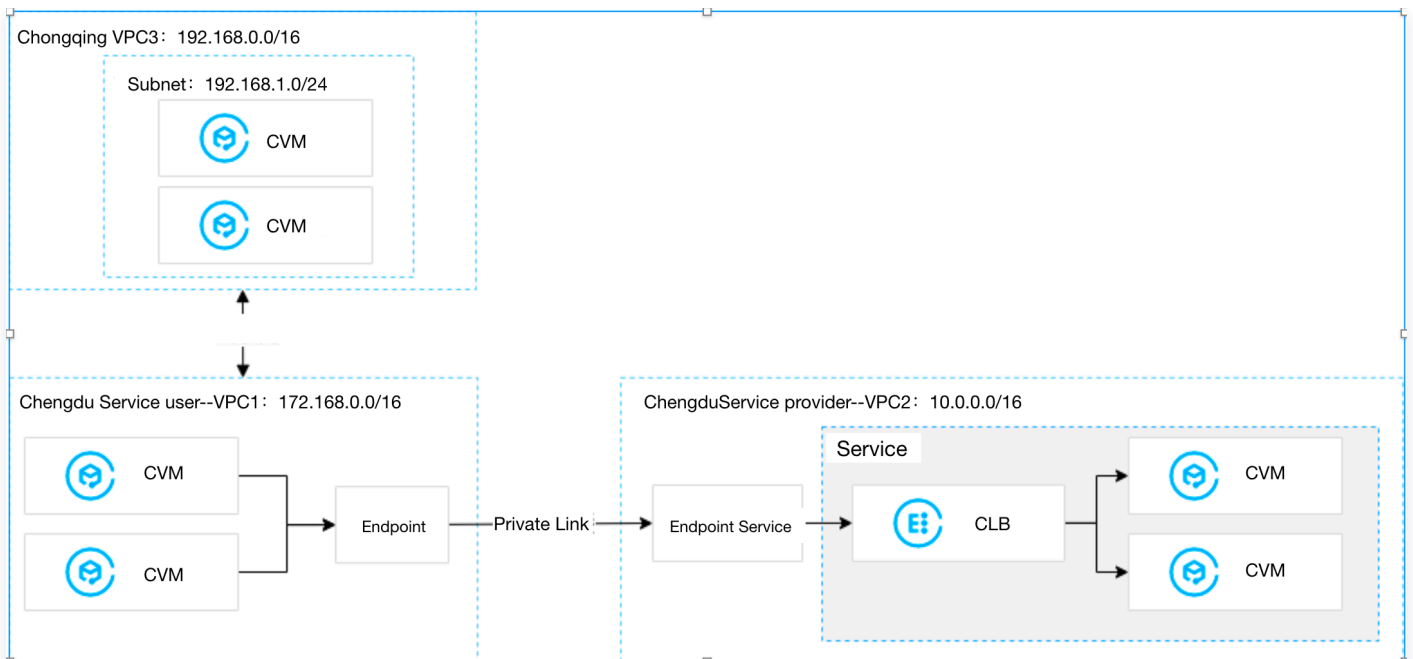 Chongqing VPC3：192.168.0.0/16
Subnet：192.168.1.0/24
CVM
CVM
Chengdu Service user--VPC1：172.168.0.0/16
CVM
CVM
Endpoint
Private Link
ChengduService provider--VPC2：10.0.0.0/16
Endpoint Service
Service
CLB
CVM
CVM